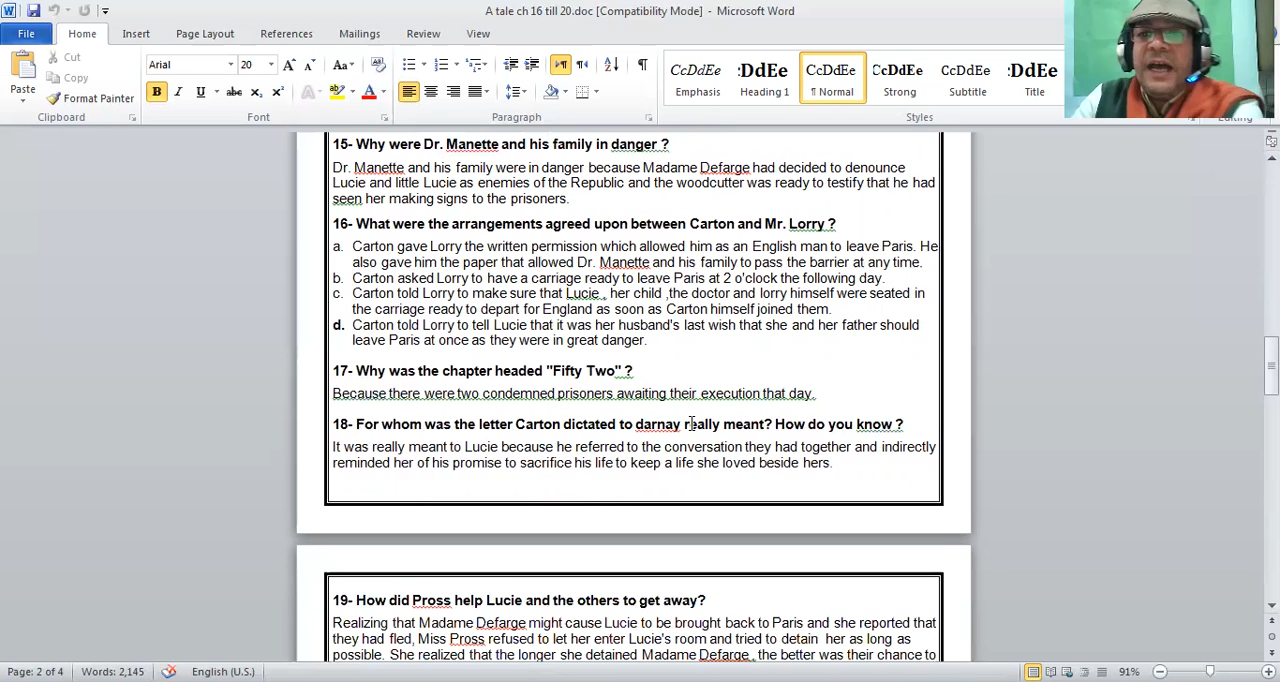 A tale ch 16 till 20.doc [Compatibility Mode] - Microsoft Word
File Home Insert Page Layout References Mailings Review View
Cut
Copy
Format Painter
Paste
Arial 20
CcDdEe :DdEe CcDdEe CcDdEe CcDdEe :DdEe
Emphasis Heading 1 ¶ Normal Strong Subtitle Title
Clipboard Font Paragraph Styles Editing
15- Why were Dr. Manette and his family in danger ?
Dr. Manette and his family were in danger because Madame Defarge had decided to denounce
Lucie and little Lucie as enemies of the Republic and the woodcutter was ready to testify that he had
seen her making signs to the prisoners.
16- What were the arrangements agreed upon between Carton and Mr. Lorry ?
a. Carton gave Lorry the written permission which allowed him as an English man to leave Paris. He
also gave him the paper that allowed Dr. Manette and his family to pass the barrier at any time.
b. Carton asked Lorry to have a carriage ready to leave Paris at 2 o'clock the following day.
c. Carton told Lorry to make sure that Lucie , her child ,the doctor and lorry himself were seated in
the carriage ready to depart for England as soon as Carton himself joined them.
d. Carton told Lorry to tell Lucie that it was her husband's last wish that she and her father should
leave Paris at once as they were in great danger.
17- Why was the chapter headed "Fifty Two" ?
Because there were two condemned prisoners awaiting their execution that day.
18- For whom was the letter Carton dictated to darnay really meant? How do you know ?
It was really meant to Lucie because he referred to the conversation they had together and indirectly
reminded her of his promise to sacrifice his life to keep a life she loved beside hers.
19- How did Pross help Lucie and the others to get away?
Realizing that Madame Defarge might cause Lucie to be brought back to Paris and she reported that
they had fled, Miss Pross refused to let her enter Lucie's room and tried to detain her as long as
possible. She realized that the longer she detained Madame Defarge , the better was their chance to
Page: 2 of 4 Words: 2,145 English (U.S.) 91%